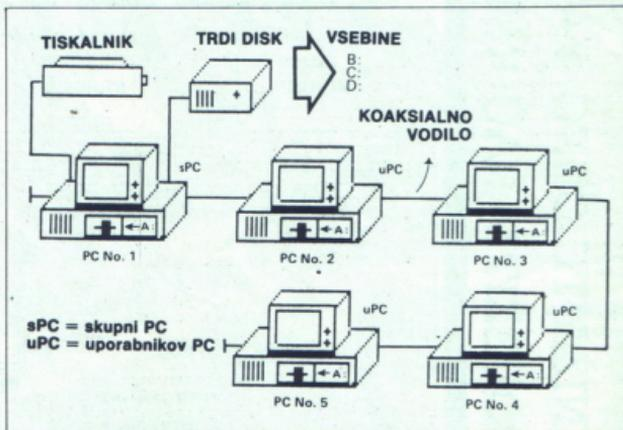 TISKALNIK
TRDI DISK
VSEBINE
B:
C:
D:
KOAKSIALNO
VODILO
sPC
uPC
uPC
←A:
←A:
←A:
PC No. 1
PC No. 2
PC No. 3
sPC = skupni PC
uPC = uporabnikov PC
uPC
uPC
←A:
←A:
PC No. 5
PC No. 4